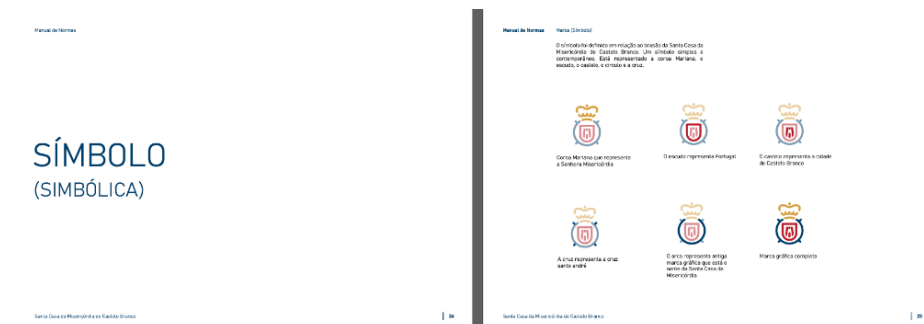 Manual de Normas
SÍMBOLO
(SIMBÓLICA)
Santa Casa da Misericórdia de Castelo Branco
24
Manual de Normas Marca (Símbolo)
O símbolo foi definido em relação ao brasão da Santa Casa da
Misericórdia de Castelo Branco. Um símbolo simples e
contemporâneo. Está representado a coroa Mariana, o
escudo, o castelo, o círculo e a cruz.
Coroa Mariana que representa
a Senhora Misericórdia
O escudo representa Portugal
O castelo representa a cidade
de Castelo Branco
A cruz representa a cruz
santo andré
O arco representa antiga
marca gráfica que está o
nome da Santa Casa da
Misericórdia
Marca gráfica completa
Santa Casa da Misericórdia de Castelo Branco